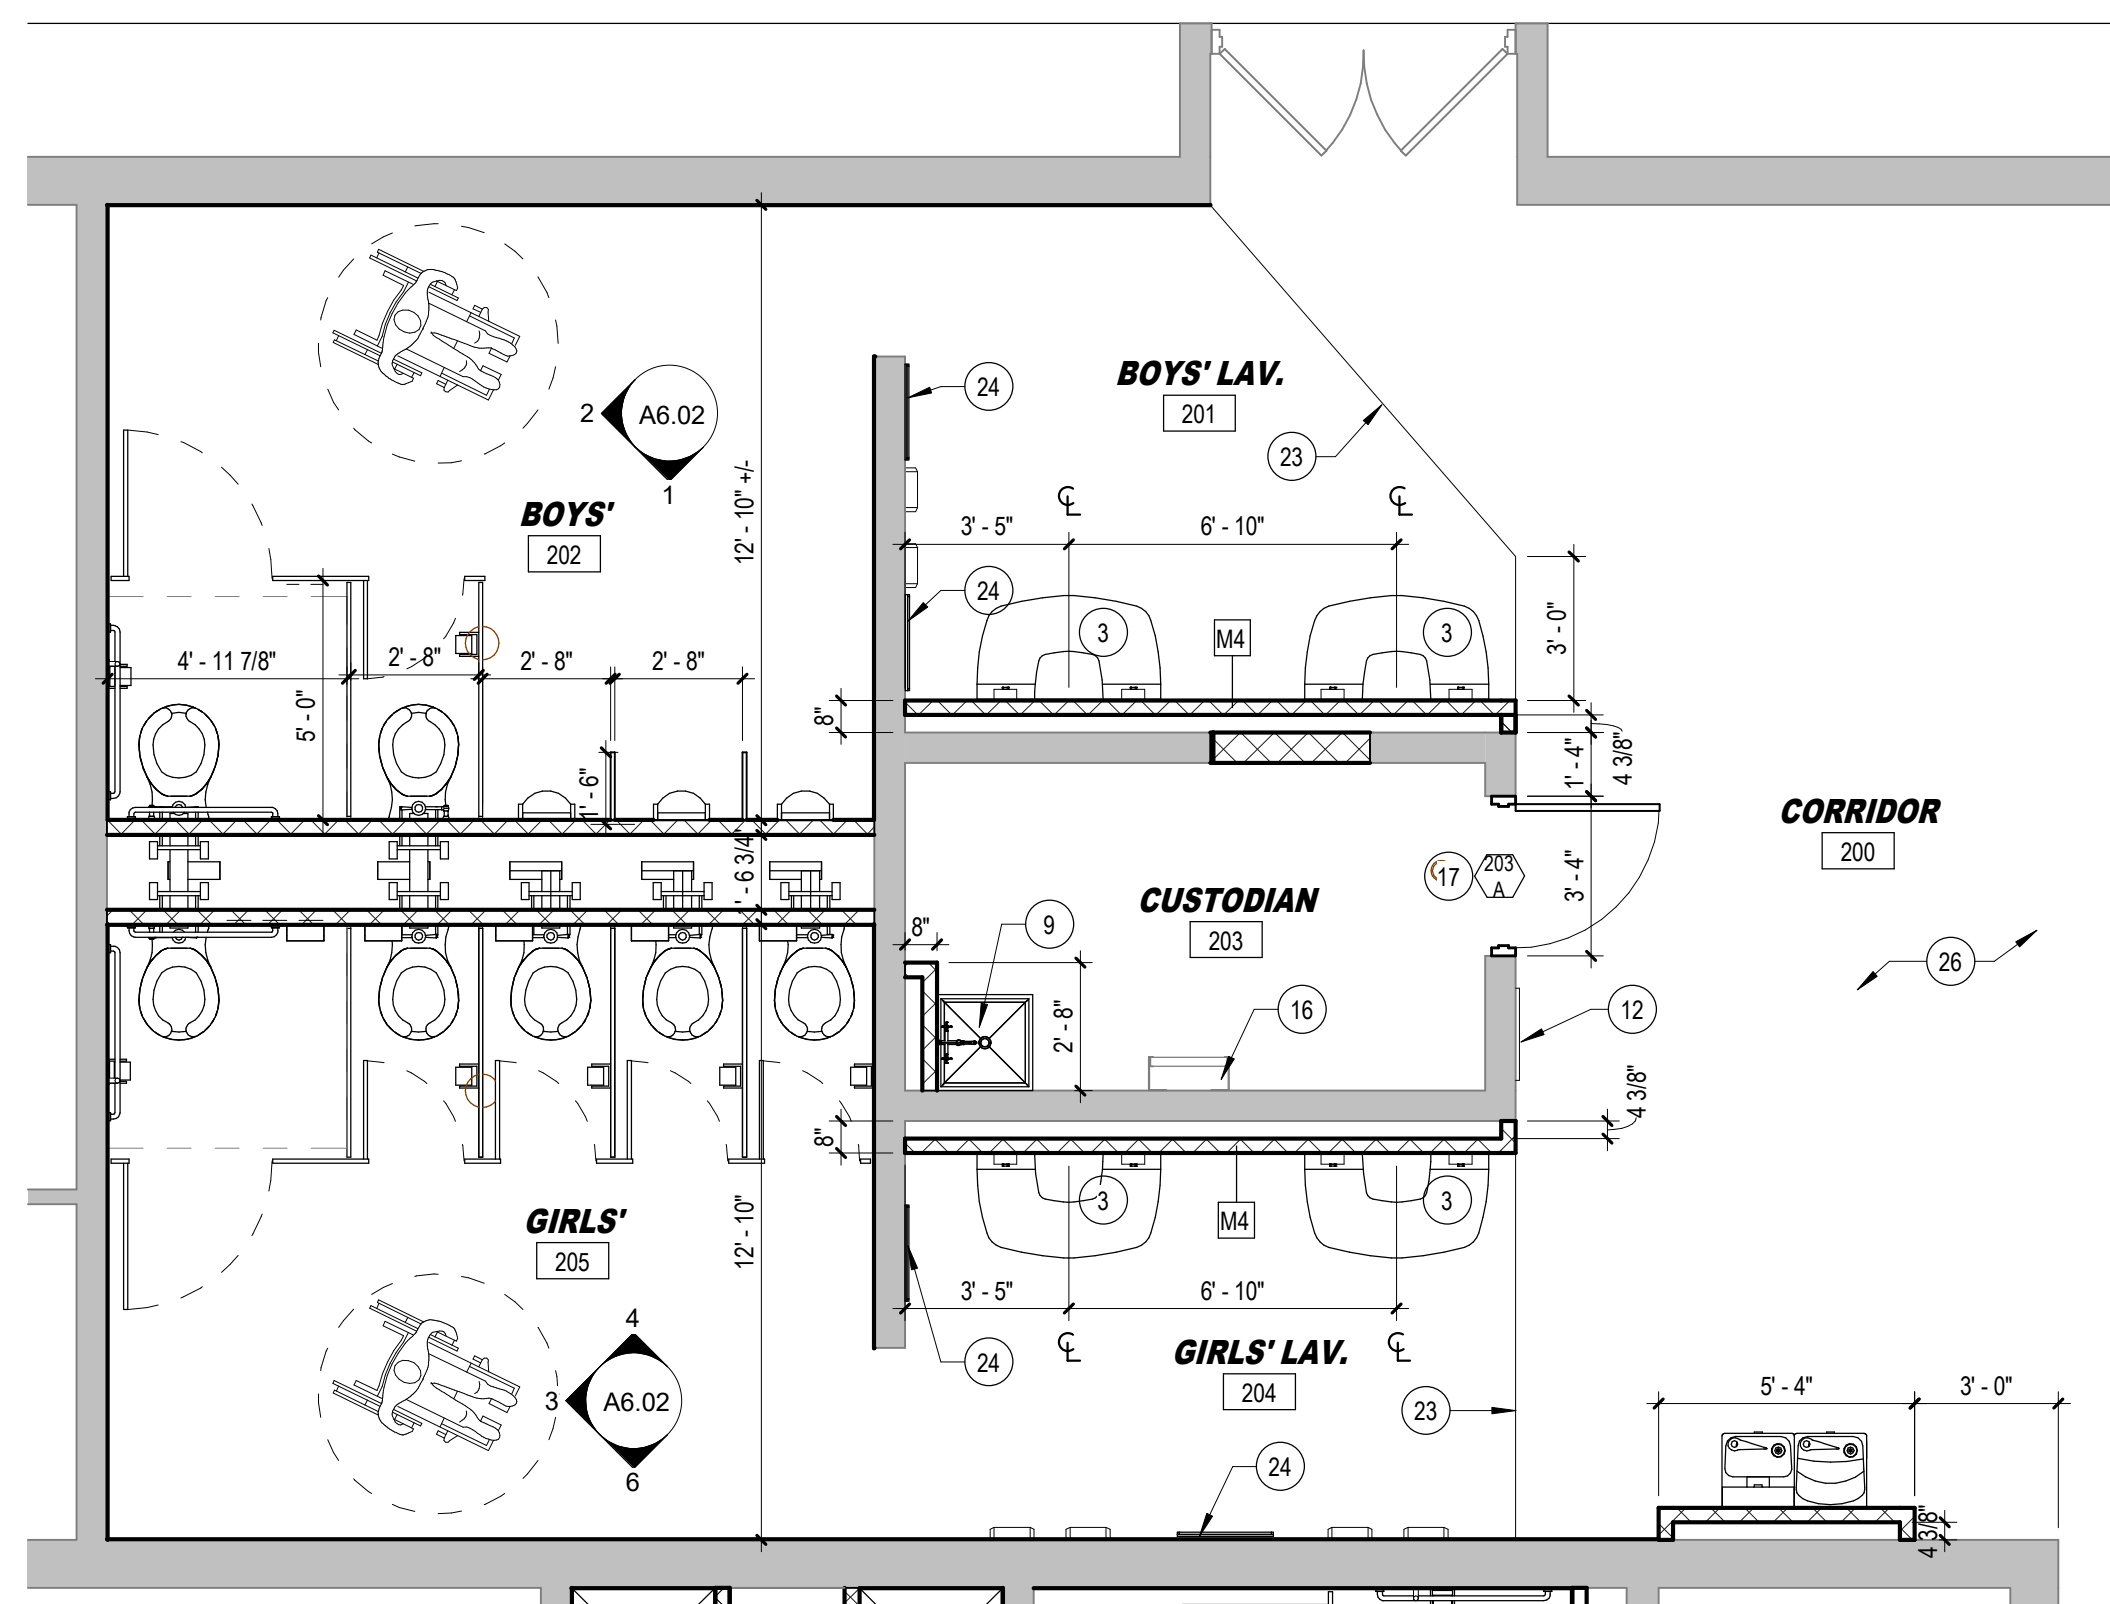 BOYS' LAV.
201
24
2
A6.02
1
23
12' - 10" +/-
BOYS'
202
3' - 5"
6' - 10"
24
3
M4
3
3' - 0"
4' - 11 7/8"
2' - 8"
2' - 8"
2' - 8"
5' - 0"
8"
1' - 6"
1' - 4"
4 3/8"
CORRIDOR
200
6 3/4"
17
203
A
3' - 4"
CUSTODIAN
203
8"
9
26
2' - 8"
16
12
4 3/8"
8"
GIRLS'
205
12' - 10"
3
M4
3
3' - 5"
6' - 10"
4
3
A6.02
6
24
GIRLS' LAV.
204
23
5' - 4"
3' - 0"
24
4 3/8"